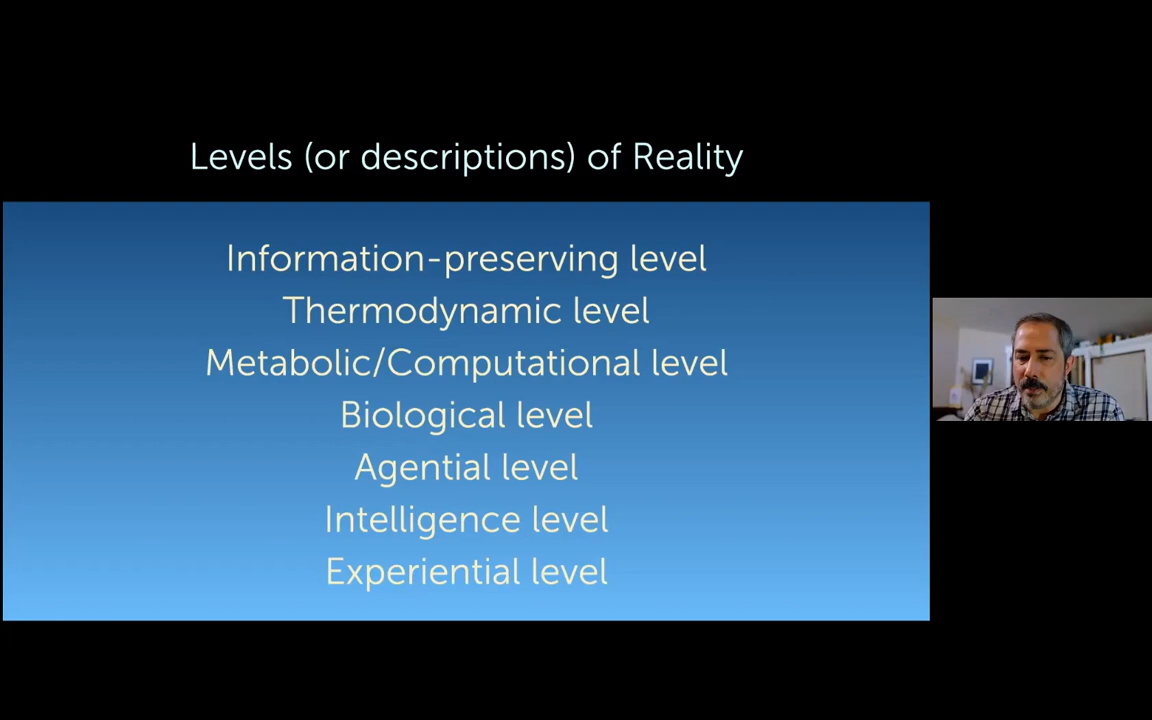 Levels (or descriptions) of Reality
Information-preserving level
Thermodynamic level
Metabolic/Computational level
Biological level
Agential level
Intelligence level
Experiential level